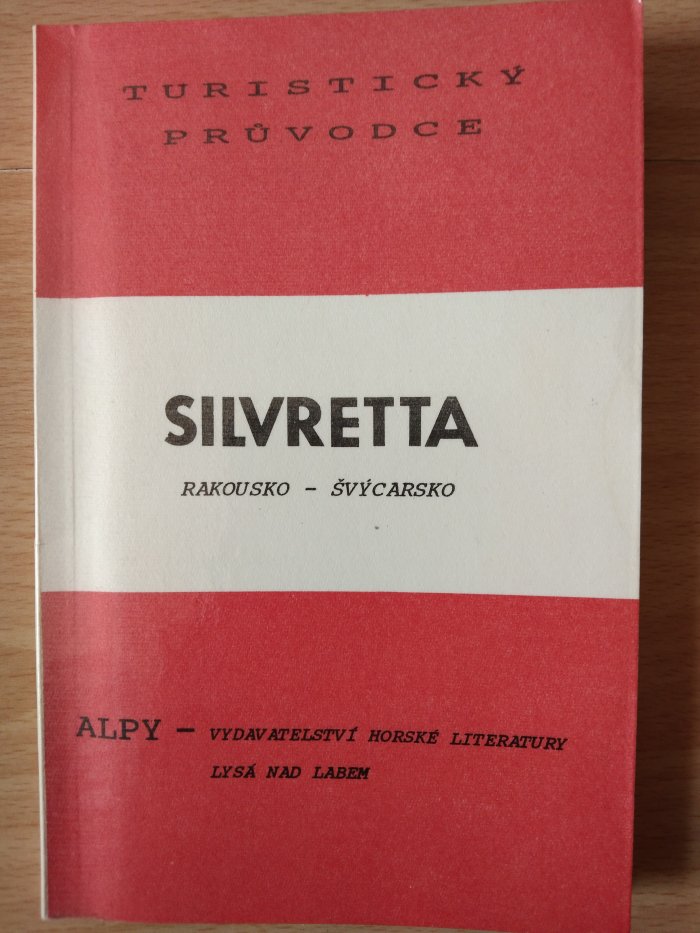 TURISTICKÝ
PRŮVODCE
SILVRETTA
RAKOUSKO - ŠVÝCARSKO
ALPY - VYDAVATELSTVÍ HORSKÉ LITERATURY
LYSÁ NAD LABEM